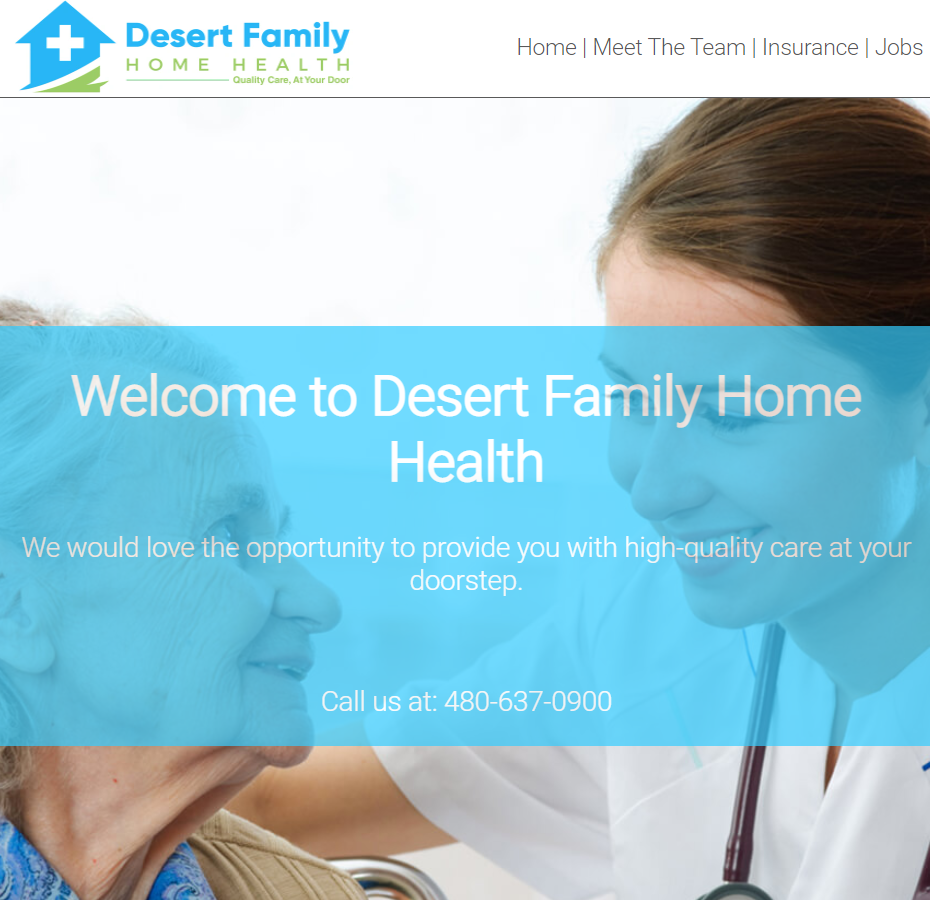 Desert Family
HOME HEALTH
Quality Care, At Your Door
Home | Meet The Team | Insurance | Jobs
Welcome to Desert Family Home
Health
We would love the opportunity to provide you with high-quality care at your
doorstep.
Call us at: 480-637-0900